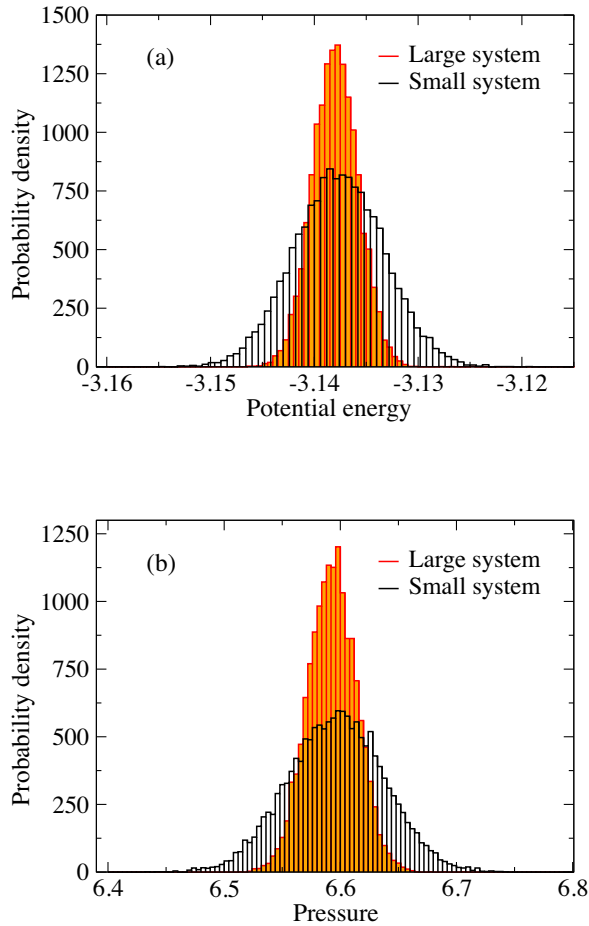 1500
1250
1000
750
500
250
0
Probability density
(a)
Large system
Small system
-3.16 -3.15 -3.14 -3.13 -3.12
Potential energy
1250
1000
750
500
250
0
Probability density
(b)
Large system
Small system
6.4 6.5 6.6 6.7 6.8
Pressure